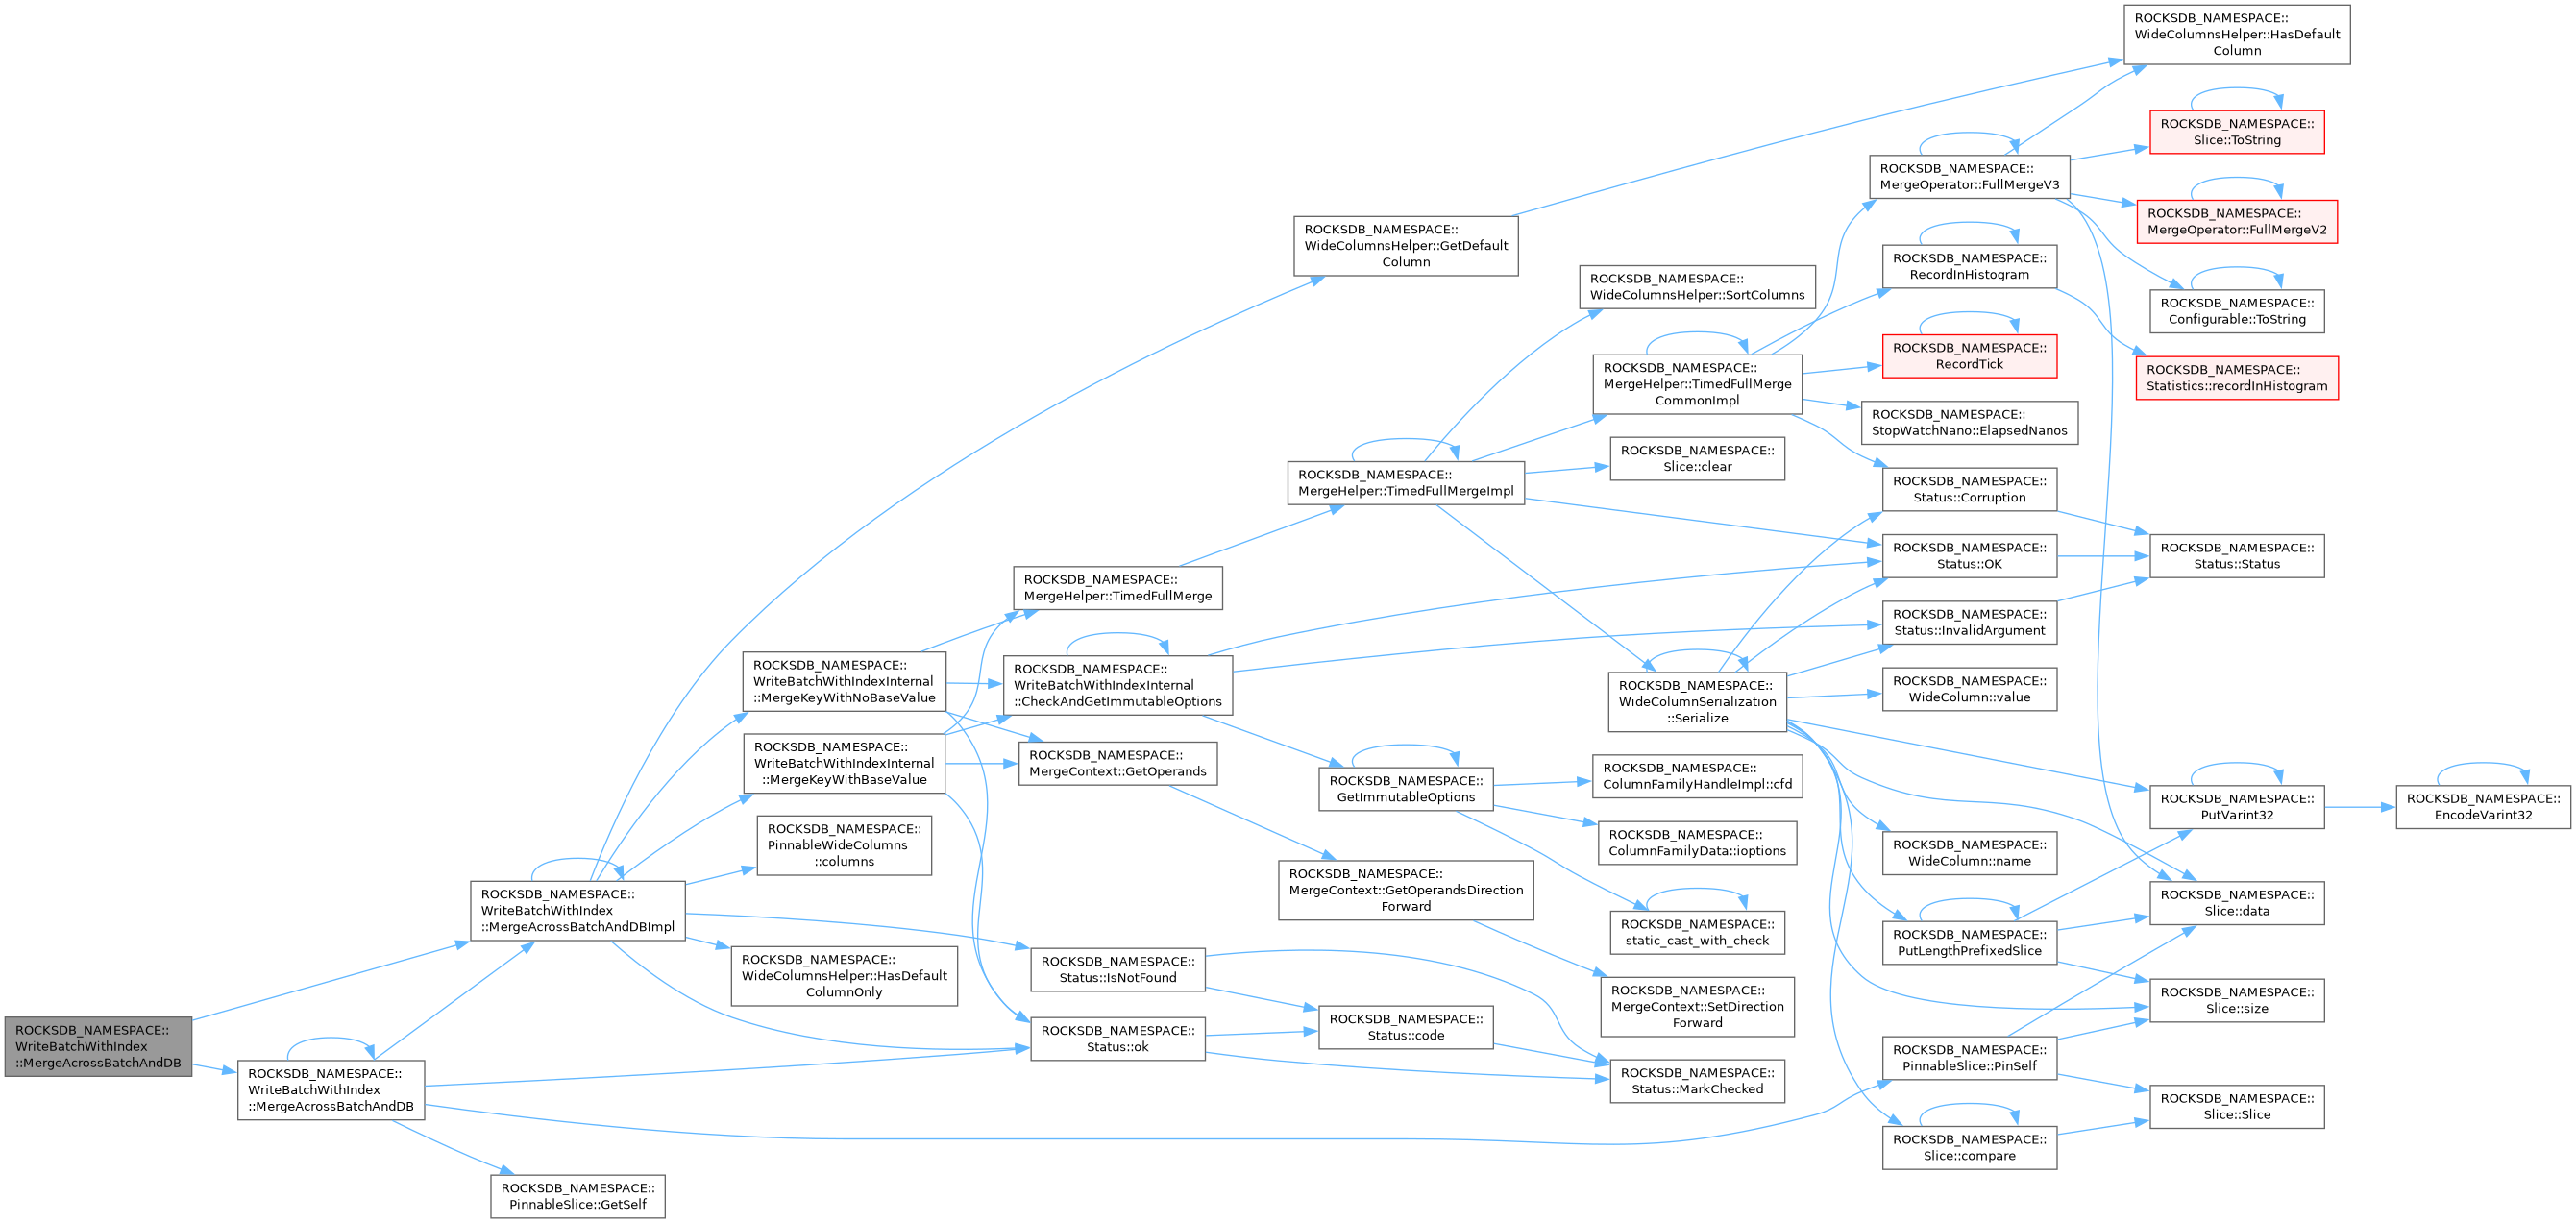 ROCKSDB_NAMESPACE::
WriteBatchWithIndex
::MergeAcrossBatchAndDB
ROCKSDB_NAMESPACE::
WriteBatchWithIndex
::MergeAcrossBatchAndDB
ROCKSDB_NAMESPACE::
WriteBatchWithIndex
::MergeAcrossBatchAndDBImpl
ROCKSDB_NAMESPACE::
PinnableSlice::GetSelf
ROCKSDB_NAMESPACE::
WriteBatchWithIndexInternal
::MergeKeyWithNoBaseValue
ROCKSDB_NAMESPACE::
WriteBatchWithIndexInternal
::MergeKeyWithBaseValue
ROCKSDB_NAMESPACE::
PinnableWideColumns
::columns
ROCKSDB_NAMESPACE::
WideColumnsHelper::HasDefault
ColumnOnly
ROCKSDB_NAMESPACE::
MergeHelper::TimedFullMerge
ROCKSDB_NAMESPACE::
WriteBatchWithIndexInternal
::CheckAndGetImmutableOptions
ROCKSDB_NAMESPACE::
MergeContext::GetOperands
ROCKSDB_NAMESPACE::
Status::IsNotFound
ROCKSDB_NAMESPACE::
Status::ok
ROCKSDB_NAMESPACE::
WideColumnsHelper::GetDefault
Column
ROCKSDB_NAMESPACE::
MergeHelper::TimedFullMergeImpl
ROCKSDB_NAMESPACE::
GetImmutableOptions
ROCKSDB_NAMESPACE::
MergeContext::GetOperandsDirection
Forward
ROCKSDB_NAMESPACE::
Status::code
ROCKSDB_NAMESPACE::
WideColumnsHelper::SortColumns
ROCKSDB_NAMESPACE::
MergeHelper::TimedFullMerge
CommonImpl
ROCKSDB_NAMESPACE::
Slice::clear
ROCKSDB_NAMESPACE::
WideColumnSerialization
::Serialize
ROCKSDB_NAMESPACE::
ColumnFamilyHandleImpl::cfd
ROCKSDB_NAMESPACE::
ColumnFamilyData::ioptions
ROCKSDB_NAMESPACE::
static_cast_with_check
ROCKSDB_NAMESPACE::
MergeContext::SetDirection
Forward
ROCKSDB_NAMESPACE::
Status::MarkChecked
ROCKSDB_NAMESPACE::
MergeOperator::FullMergeV3
ROCKSDB_NAMESPACE::
RecordInHistogram
ROCKSDB_NAMESPACE::
RecordTick
ROCKSDB_NAMESPACE::
StopWatchNano::ElapsedNanos
ROCKSDB_NAMESPACE::
Status::Corruption
ROCKSDB_NAMESPACE::
Status::OK
ROCKSDB_NAMESPACE::
Status::InvalidArgument
ROCKSDB_NAMESPACE::
WideColumn::value
ROCKSDB_NAMESPACE::
WideColumn::name
ROCKSDB_NAMESPACE::
PutLengthPrefixedSlice
ROCKSDB_NAMESPACE::
PinnableSlice::PinSelf
ROCKSDB_NAMESPACE::
Slice::compare
ROCKSDB_NAMESPACE::
WideColumnsHelper::HasDefault
Column
ROCKSDB_NAMESPACE::
Slice::ToString
ROCKSDB_NAMESPACE::
MergeOperator::FullMergeV2
ROCKSDB_NAMESPACE::
Configurable::ToString
ROCKSDB_NAMESPACE::
Statistics::recordInHistogram
ROCKSDB_NAMESPACE::
Status::Status
ROCKSDB_NAMESPACE::
PutVarint32
ROCKSDB_NAMESPACE::
Slice::data
ROCKSDB_NAMESPACE::
Slice::size
ROCKSDB_NAMESPACE::
Slice::Slice
ROCKSDB_NAMESPACE::
EncodeVarint32